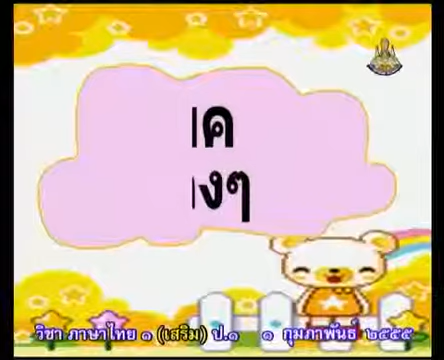 ค
งๆ
วิชา ภาษาไทย ๑ (เสริม) ป.๑ ๑ กุมภาพันธ์ ๒๕๕๕